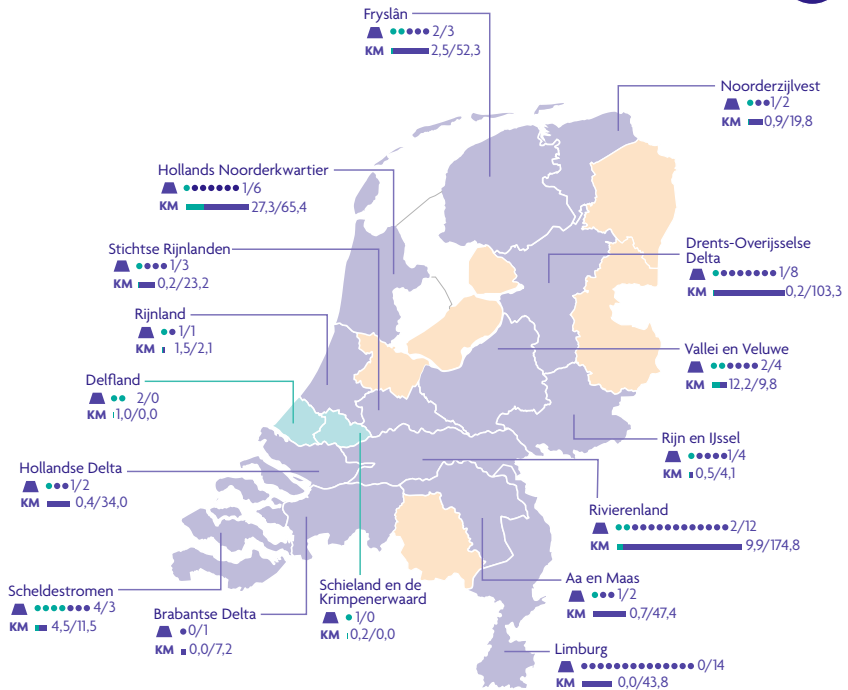 Fryslân
2/3
KM 2,5/52,3
Noorderzijlvest
1/2
KM 0,9/19,8
Hollands Noorderkwartier
1/6
KM 27,3/65,4
Stichtse Rijnlanden
1/3
KM 0,2/23,2
Drents-Overijsselse
Delta
1/8
KM 0,2/103,3
Rijnland
1/1
KM 1,5/2,1
Vallei en Veluwe
2/4
KM 12,2/9,8
Delfland
2/0
KM 1,0/0,0
Rijn en IJssel
1/4
KM 0,5/4,1
Hollandse Delta
1/2
KM 0,4/34,0
Rivierenland
2/12
KM 9,9/174,8
Scheldestromen
4/3
KM 4,5/11,5
Brabantse Delta
0/1
KM 0,0/7,2
Schieland en de
Krimpenerwaard
1/0
KM 0,2/0,0
Aa en Maas
1/2
KM 0,7/47,4
Limburg
0/14
KM 0,0/43,8